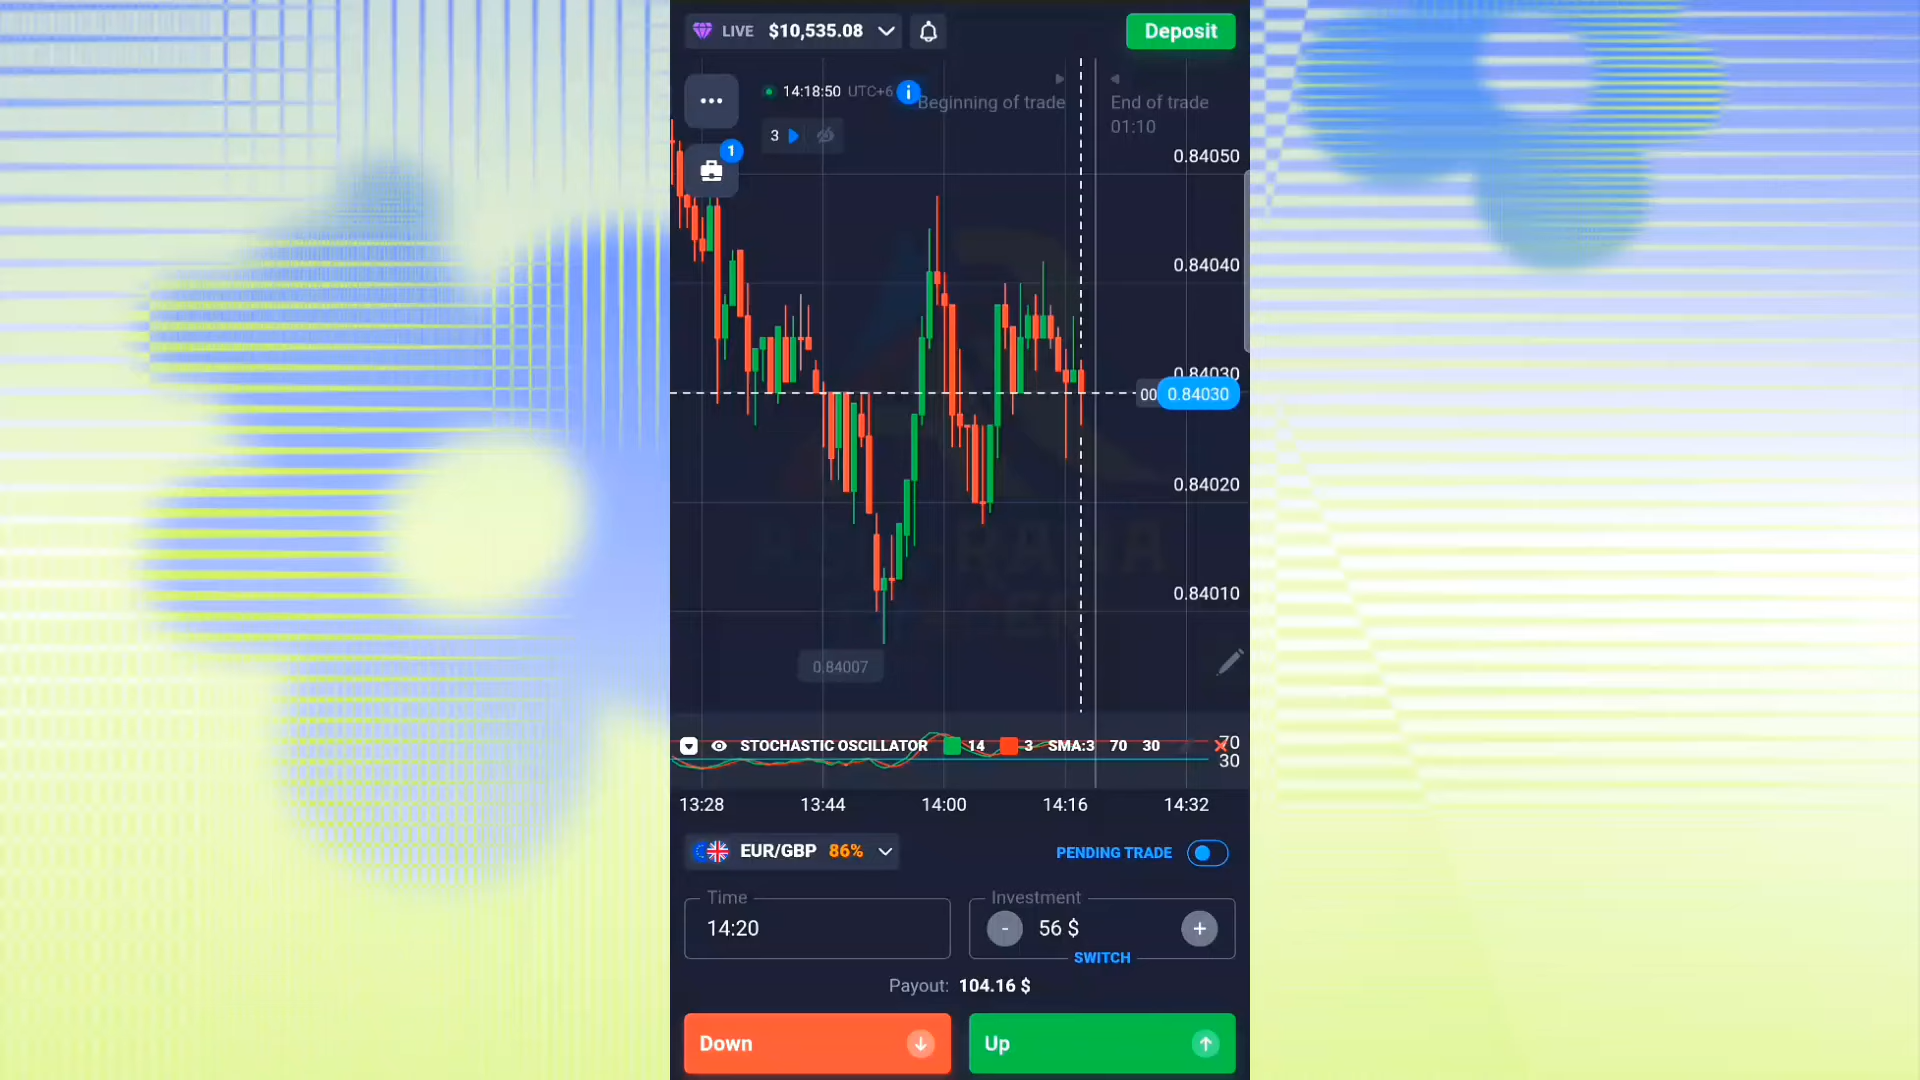 LIVE $10,535.08
Deposit
14:18:50 UTC+6
Beginning of trade
End of trade
01:10
3
1
0.84050
0.84040
0.84030
00 0.84030
0.84020
0.84010
0.84007
STOCHASTIC OSCILLATOR 14 3 SMA:3 70 30
70
30
13:28 13:44 14:00 14:16 14:32
EUR/GBP 86%
PENDING TRADE
Time
14:20
Investment
- 56 $ +
SWITCH
Payout: 104.16 $
Down
Up